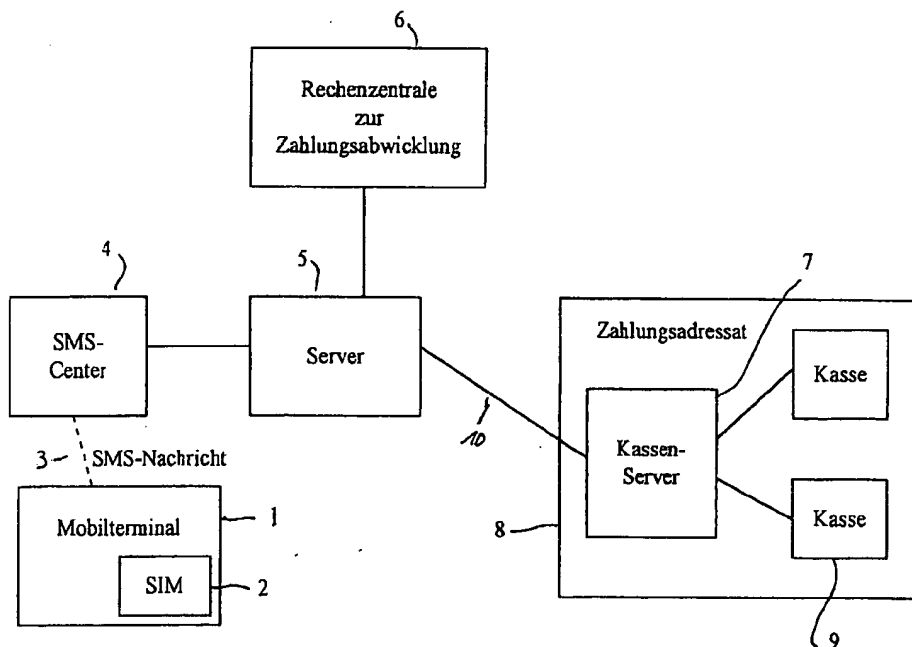 6
Rechenzentrale
zur
Zahlungsabwicklung
4
5
7
SMS-
Center
Server
Zahlungsadressat
Kasse
10
Kassen-
Server
3
SMS-Nachricht
8
Kasse
Mobilterminal
1
SIM
2
9